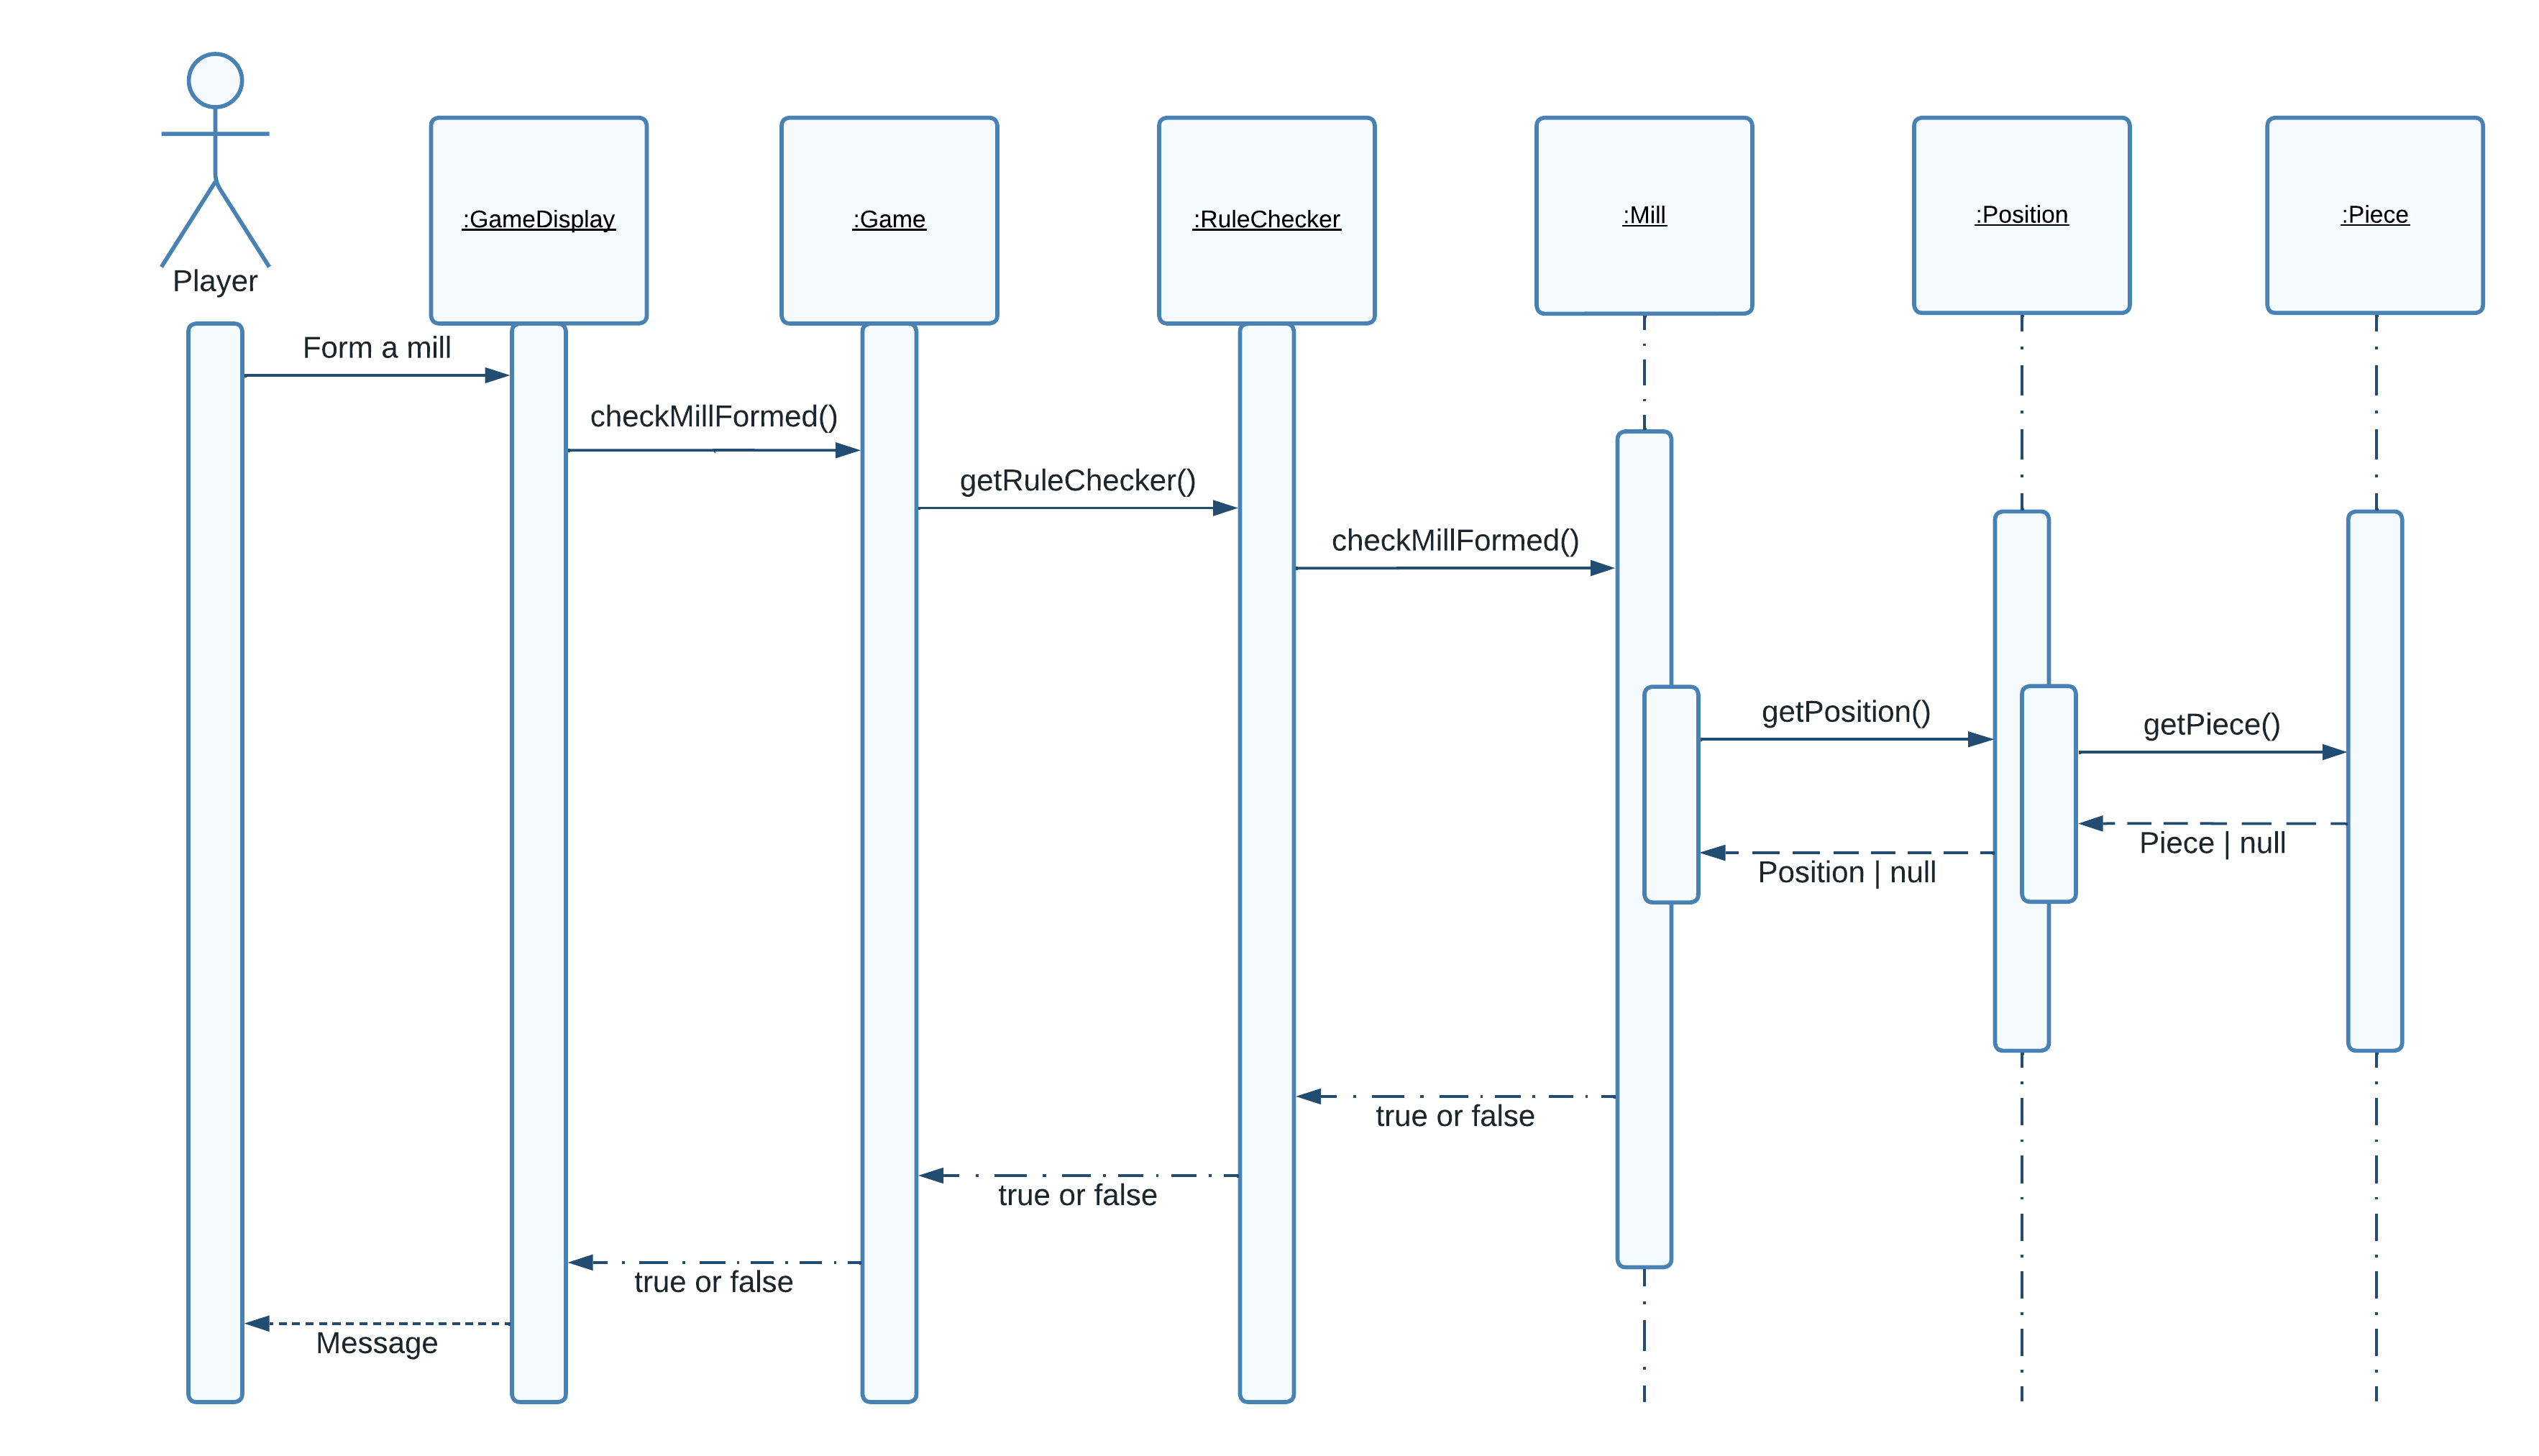 Player
:GameDisplay
:Game
:RuleChecker
:Mill
:Position
:Piece
Form a mill
checkMillFormed()
getRuleChecker()
checkMillFormed()
getPosition()
getPiece()
Piece | null
Position | null
true or false
true or false
true or false
Message